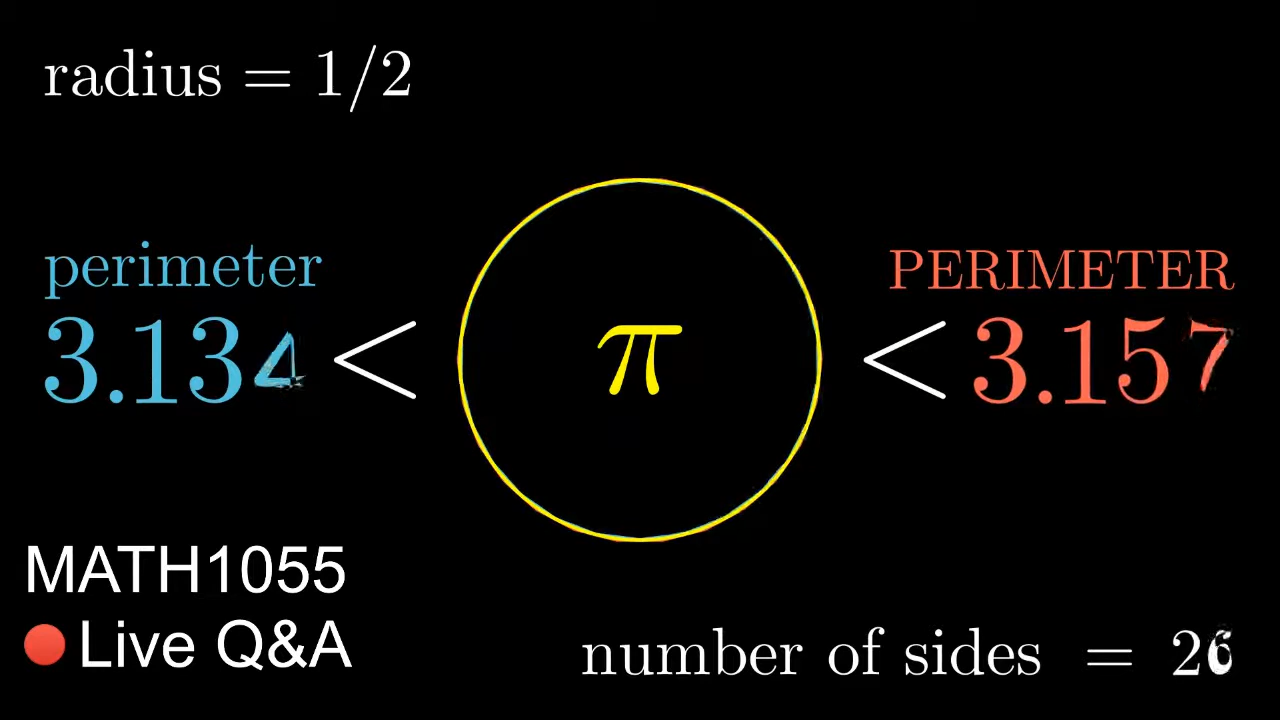 radius = 1/2
perimeter
3.134 <
π
PERIMETER
< 3.157
MATH1055
Live Q&A
number of sides = 26